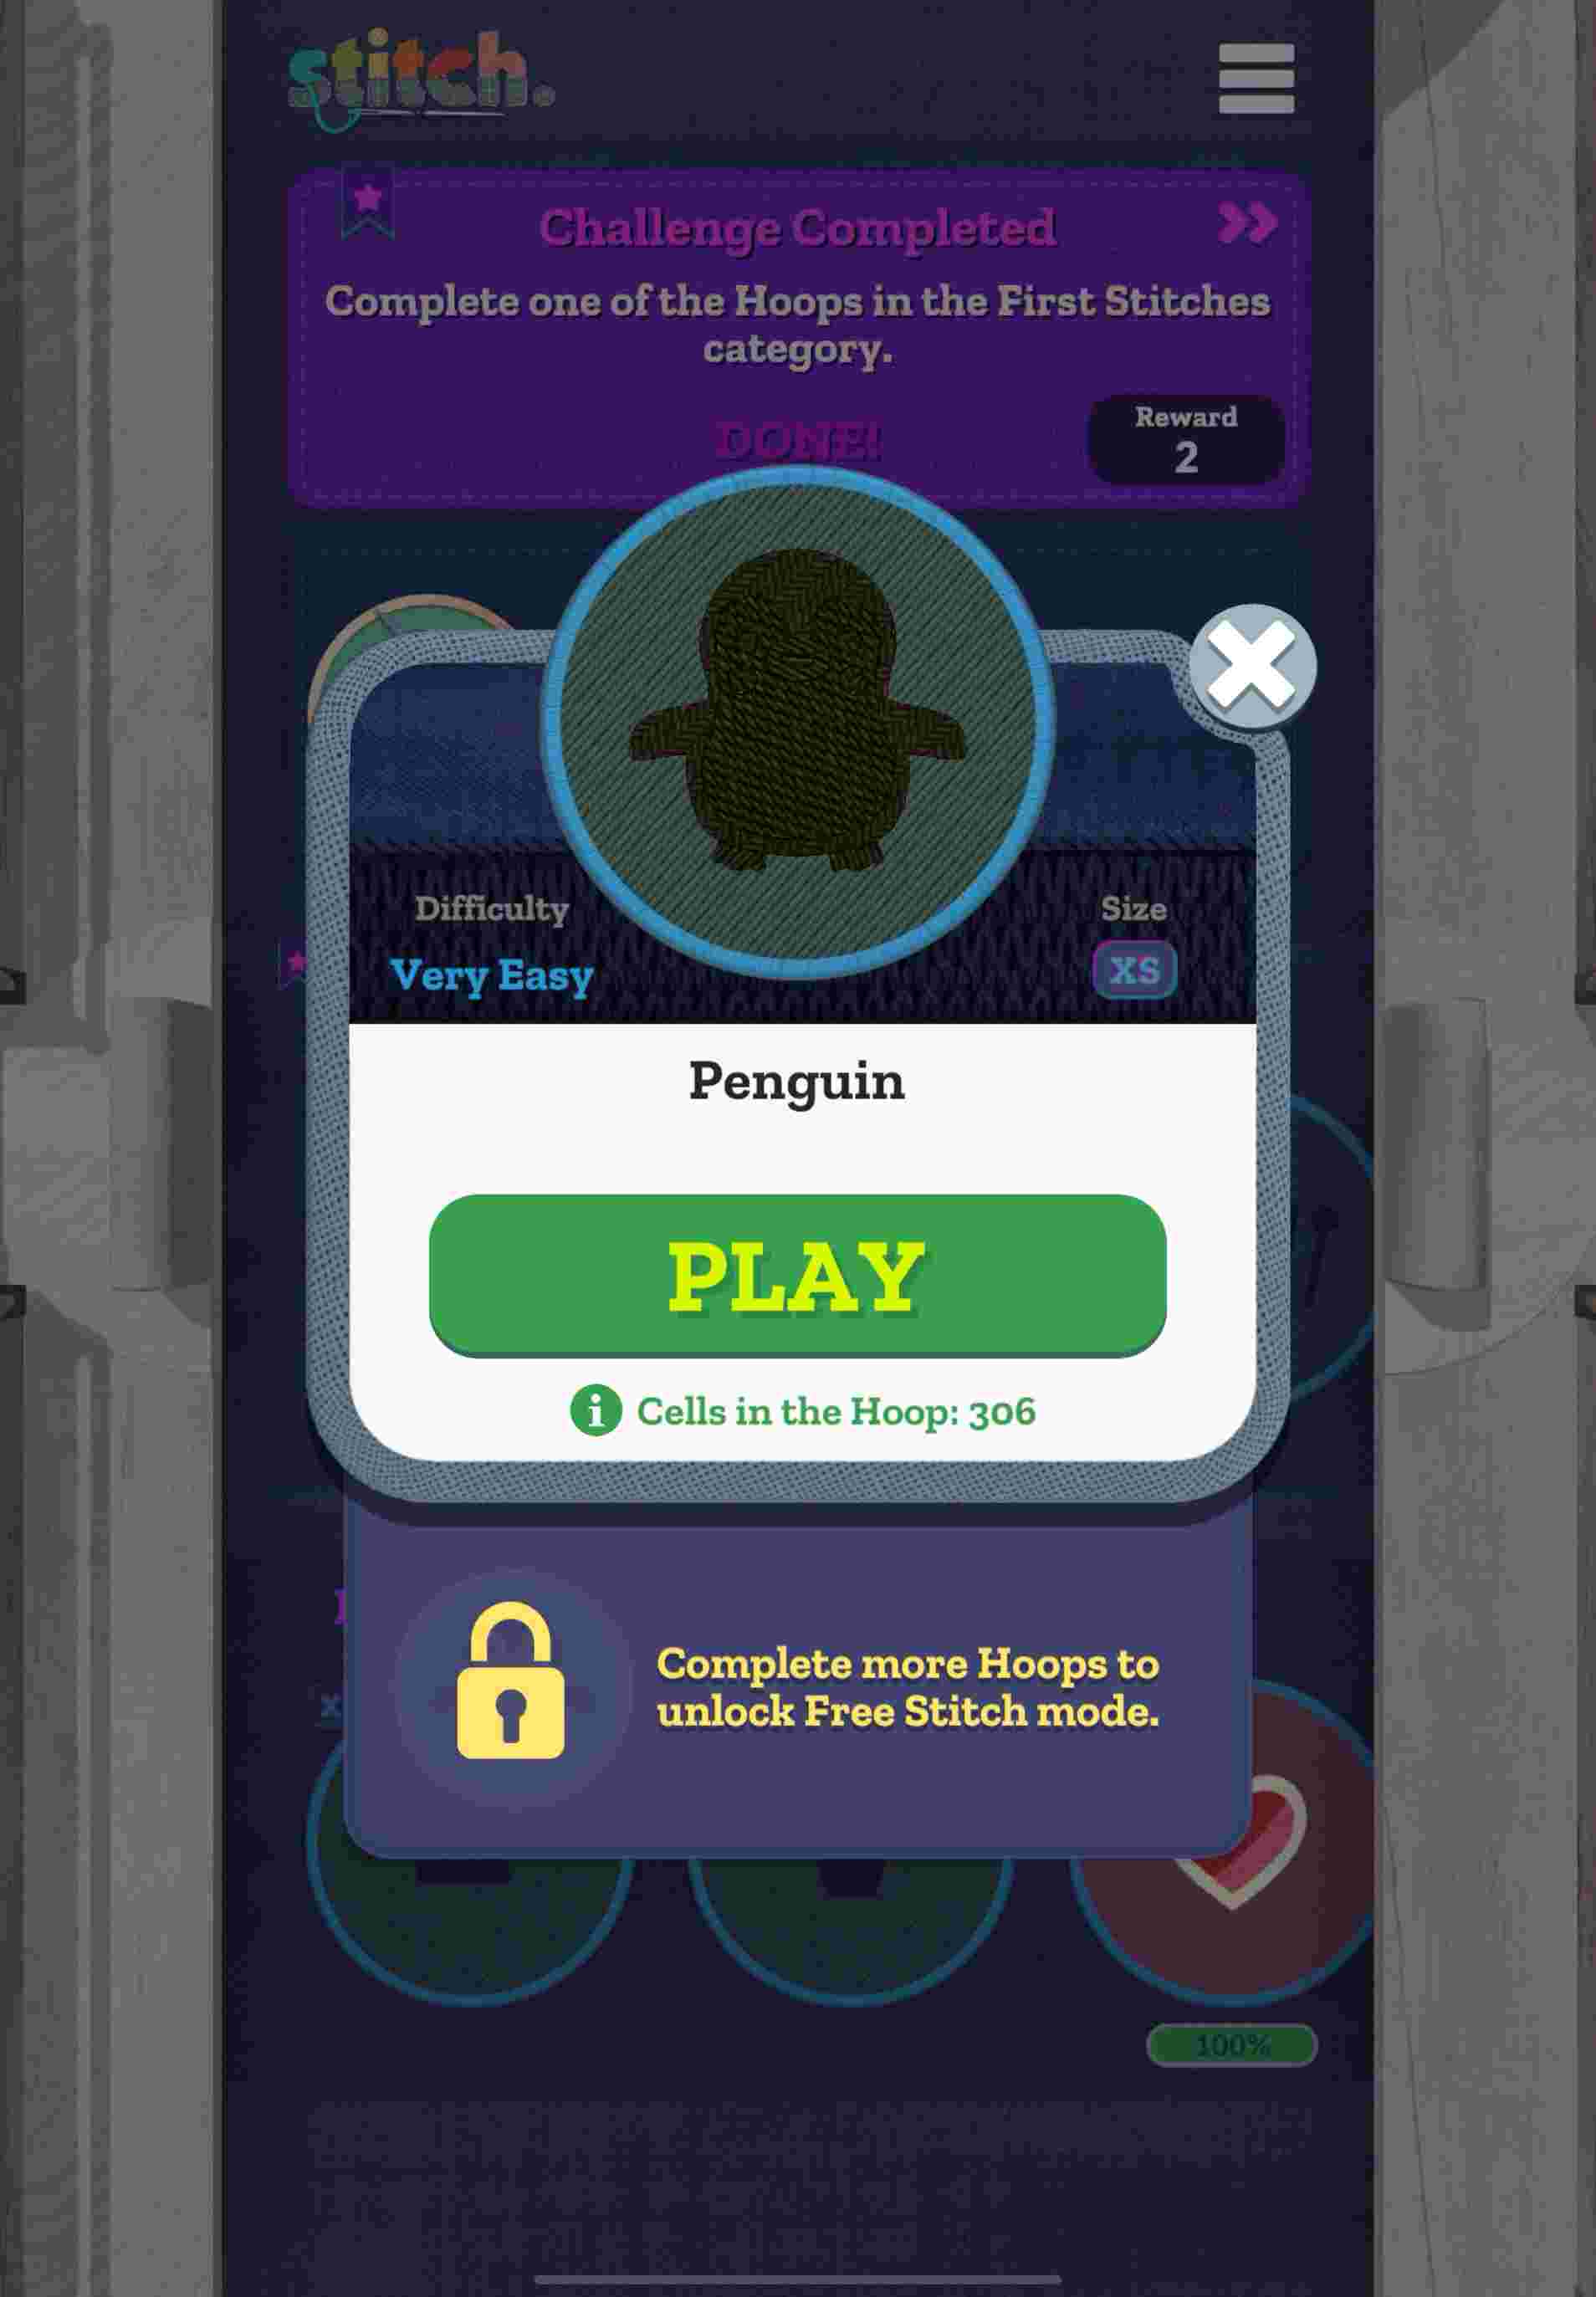 stitch.
Challenge Completed
Complete one of the Hoops in the First Stitches
category.
DONE!
Reward
2
Difficulty
Very Easy
Size
XS
Penguin
PLAY
i Cells in the Hoop: 306
Complete more Hoops to
unlock Free Stitch mode.
100%